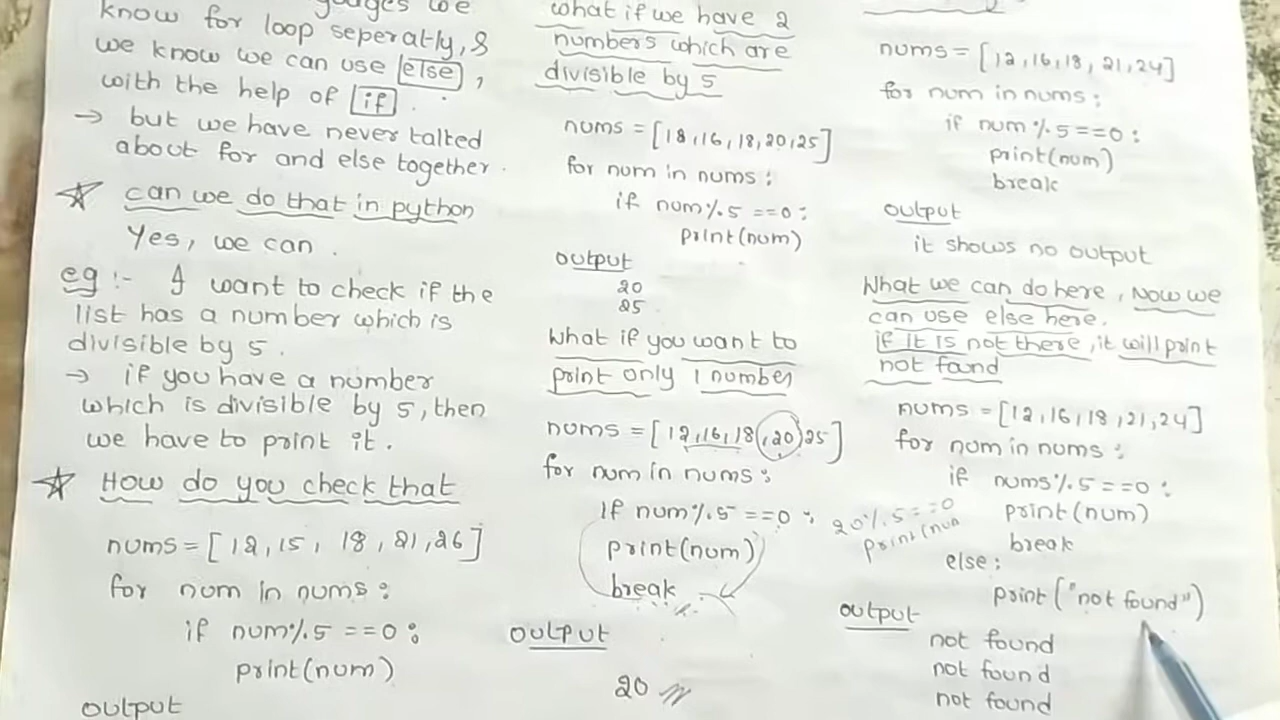 know for loop seperatly, &
we know we can use else,
with the help of if.
→ but we have never talted
about for and else together.
☆ can we do that in python
Yes, we can.
eg :- I want to check if the
list has a number which is
divisible by 5.
→ if you have a number
which is divisible by 5, then
we have to print it.
☆ How do you check that
nums = [12, 15, 18, 21, 26]
for num in nums:
if num % 5 == 0:
print(num)
output
what if we have 2
numbers which are
divisible by 5
nums = [18, 16, 18, 20, 25]
for num in nums:
if num % 5 == 0:
print(num)
output
20
25
What if you want to
print only 1 number
nums = [12, 16, 18, 20, 25]
for num in nums:
If num % 5 == 0:
print(num)
break
output
20
nums = [12, 16, 18, 21, 24]
for num in nums:
if num % 5 == 0:
print(num)
break
output
it shows no output
What we can do here, Now we
can use else here.
if it is not there, it will print
not found
nums = [12, 16, 18, 21, 24]
for num in nums:
if nums % 5 == 0:
20 % 5 == 0
print(num
print(num)
break
else:
print("not found")
output
not found
not found
not found